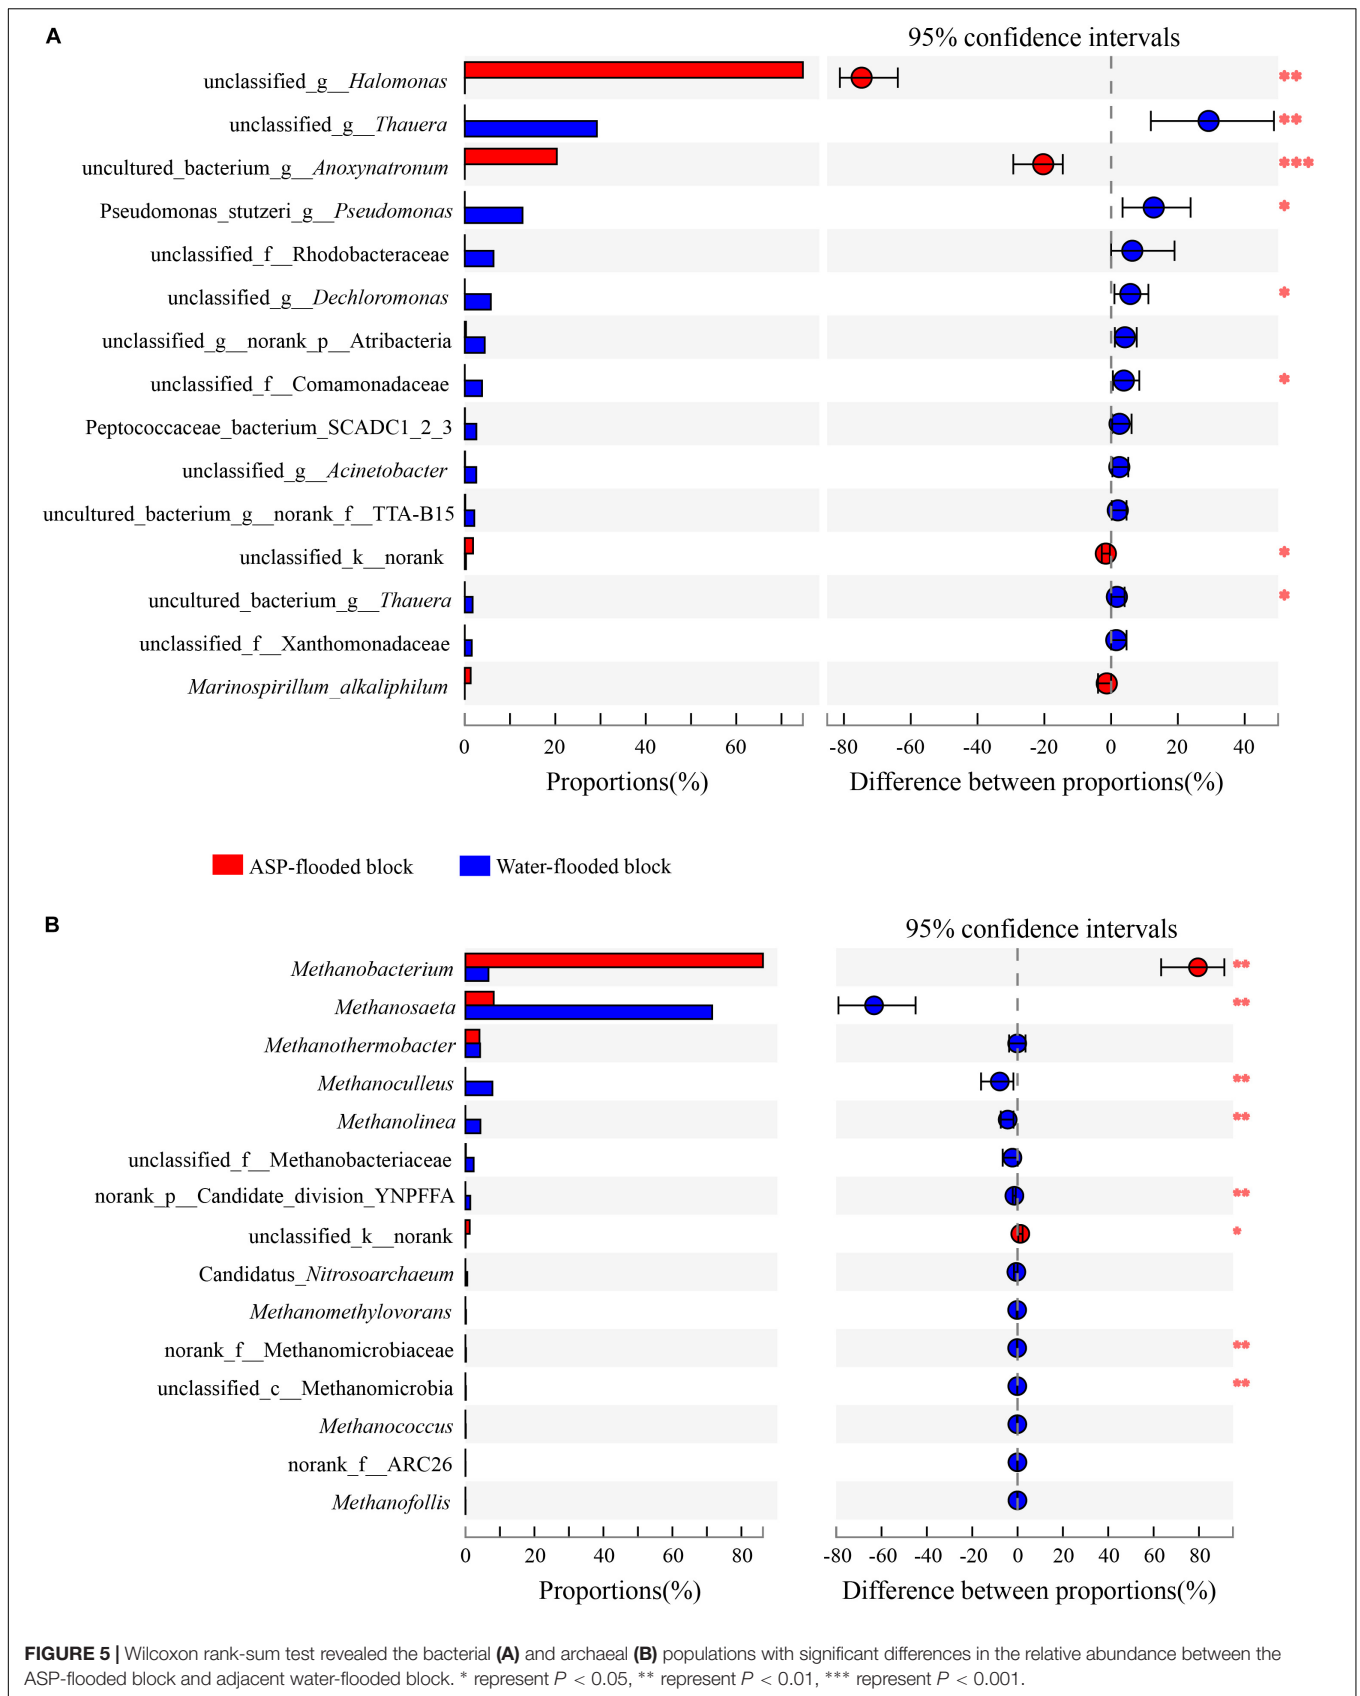 A
95% confidence intervals
unclassified_g__Halomonas **
unclassified_g__Thauera **
uncultured_bacterium_g__Anoxynatronum ***
Pseudomonas_stutzeri_g__Pseudomonas *
unclassified_f__Rhodobacteraceae
unclassified_g__Dechloromonas *
unclassified_g__norank_p__Atribacteria
unclassified_f__Comamonadaceae *
Peptococcaceae_bacterium_SCADC1_2_3
unclassified_g__Acinetobacter
uncultured_bacterium_g__norank_f__TTA-B15
unclassified_k__norank *
uncultured_bacterium_g__Thauera *
unclassified_f__Xanthomonadaceae
Marinospirillum_alkaliphilum
0 20 40 60 -80 -60 -40 -20 0 20 40
Proportions(%) Difference between proportions(%)
ASP-flooded block Water-flooded block
B
95% confidence intervals
Methanobacterium **
Methanosaeta **
Methanothermobacter
Methanoculleus **
Methanolinea **
unclassified_f__Methanobacteriaceae
norank_p__Candidate_division_YNPFFA **
unclassified_k__norank *
Candidatus_Nitrosoarchaeum
Methanomethylovorans
norank_f__Methanomicrobiaceae **
unclassified_c__Methanomicrobia **
Methanococcus
norank_f__ARC26
Methanofollis
0 20 40 60 80 -80 -60 -40 -20 0 20 40 60 80
Proportions(%) Difference between proportions(%)
FIGURE 5 | Wilcoxon rank-sum test revealed the bacterial (A) and archaeal (B) populations with significant differences in the relative abundance between the
ASP-flooded block and adjacent water-flooded block. * represent P < 0.05, ** represent P < 0.01, *** represent P < 0.001.